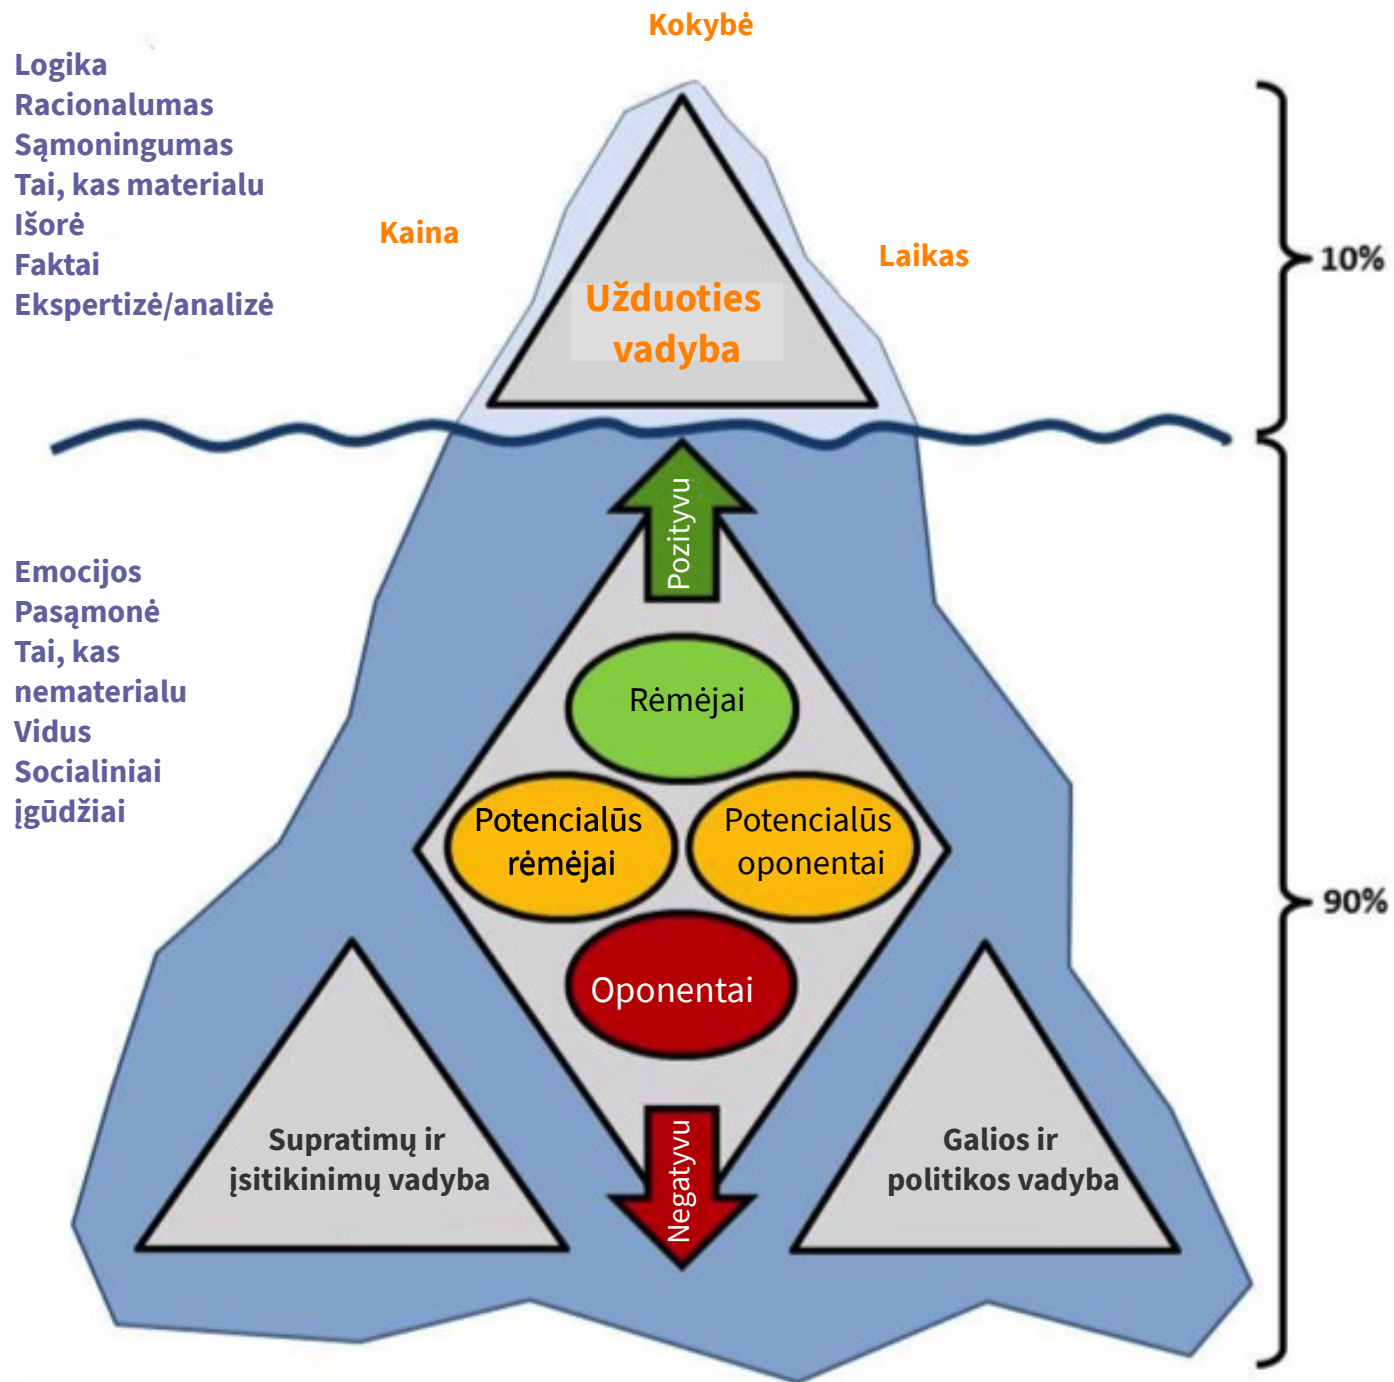 Kokybė
Logika
Racionalumas
Sąmoningumas
Tai, kas materialu
Išorė
Faktai
Ekspertizė/analizė
Kaina
Laikas
Užduoties
vadyba
10%
Pozityvu
Emocijos
Pasąmonė
Tai, kas
nematerialu
Vidus
Socialiniai
įgūdžiai
Rėmėjai
Potencialūs
rėmėjai
Potencialūs
oponentai
Oponentai
90%
Supratimų ir
įsitikinimų vadyba
Negatyvu
Galios ir
politikos vadyba